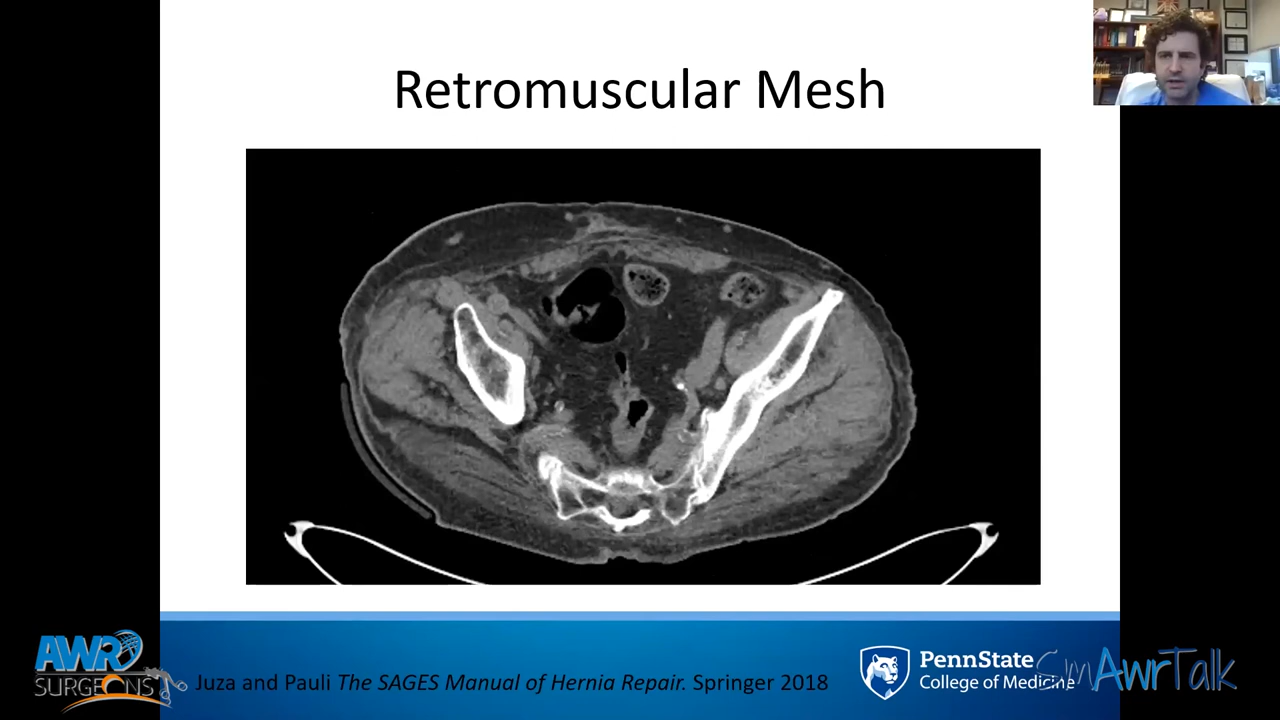 Retromuscular Mesh
AWR
SURGEONS
Juza and Pauli The SAGES Manual of Hernia Repair. Springer 2018
PennState
College of Medicine
SmAwrTalk